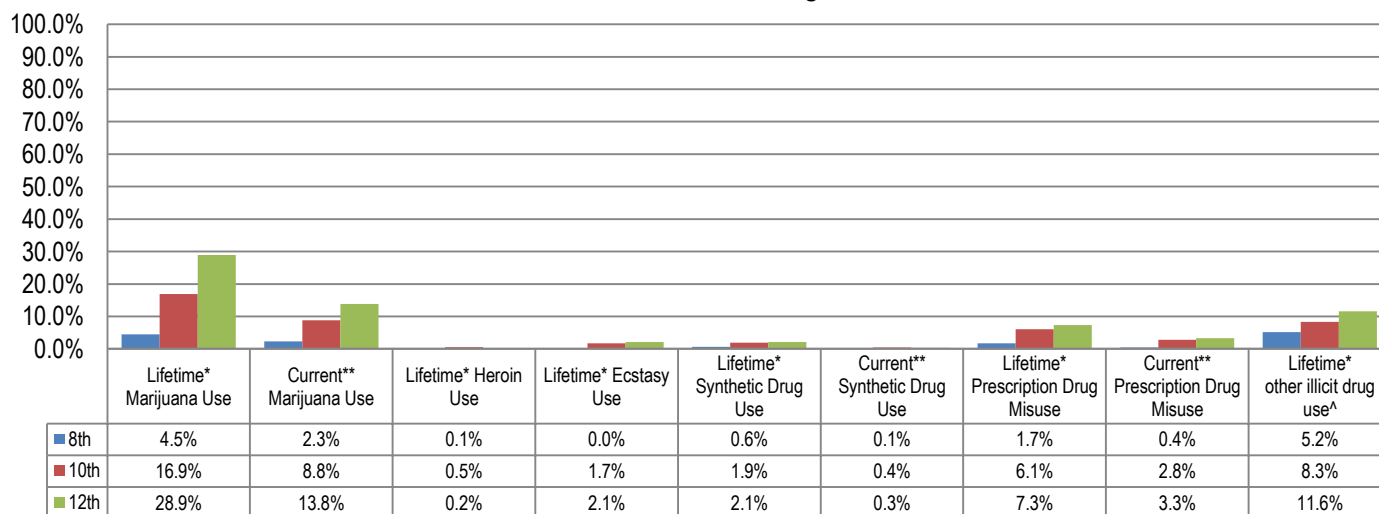 100.0%
90.0%
80.0%
70.0%
60.0%
50.0%
40.0%
30.0%
20.0%
10.0%
0.0%
Lifetime* Marijuana Use
Current** Marijuana Use
Lifetime* Heroin Use
Lifetime* Ecstasy Use
Lifetime* Synthetic Drug Use
Current** Synthetic Drug Use
Lifetime* Prescription Drug Misuse
Current** Prescription Drug Misuse
Lifetime* other illicit drug use^
8th 4.5% 2.3% 0.1% 0.0% 0.6% 0.1% 1.7% 0.4% 5.2%
10th 16.9% 8.8% 0.5% 1.7% 1.9% 0.4% 6.1% 2.8% 8.3%
12th 28.9% 13.8% 0.2% 2.1% 2.1% 0.3% 7.3% 3.3% 11.6%